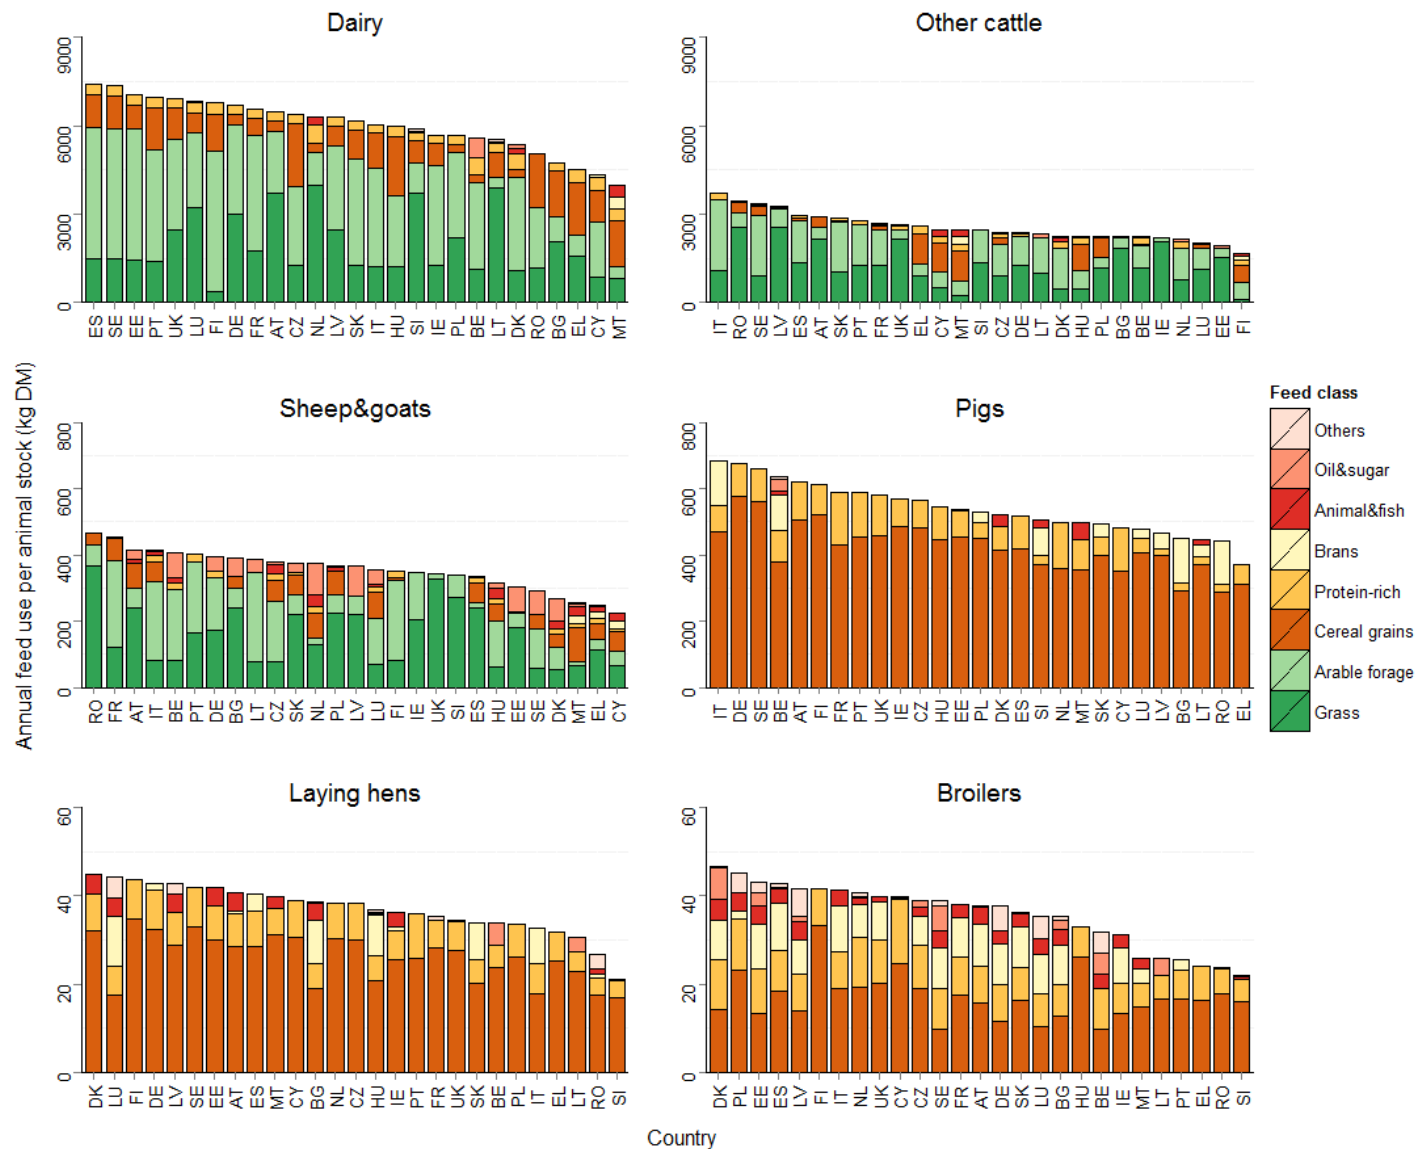 Dairy
Other cattle
0 3000 6000 9000
0 3000 6000 9000
ES SE EE PT UK LU FI DE FR AT CZ NL LV SK IT HU SI IE PL BE LT DK RO BG EL CY MT
IT RO SE LV ES AT SK PT FR UK EL CY MT SI CZ DE LT DK HU PL BG BE IE NL LU EE FI
Annual feed use per animal stock (kg DM)
Sheep&goats
Pigs
0 200 400 600 800
0 200 400 600 800
RO FR AT IT BE PT DE BG LT CZ SK NL PL LV LU FI IE UK SI ES HU EE SE DK MT EL CY
IT DE SE BE AT FI FR PT UK IE CZ HU EE PL DK ES SI NL MT SK CY LU LV BG LT RO EL
Feed class
Others
Oil&sugar
Animal&fish
Brans
Protein-rich
Cereal grains
Arable forage
Grass
Laying hens
Broilers
0 20 40 60
0 20 40 60
DK LU FI DE LV SE EE AT ES MT CY BG NL CZ HU IE PT FR UK SK BE PL IT EL LT RO SI
DK PL EE ES LV FI IT NL UK CY CZ SE FR AT DE SK LU BG HU BE IE MT LT PT EL RO SI
Country